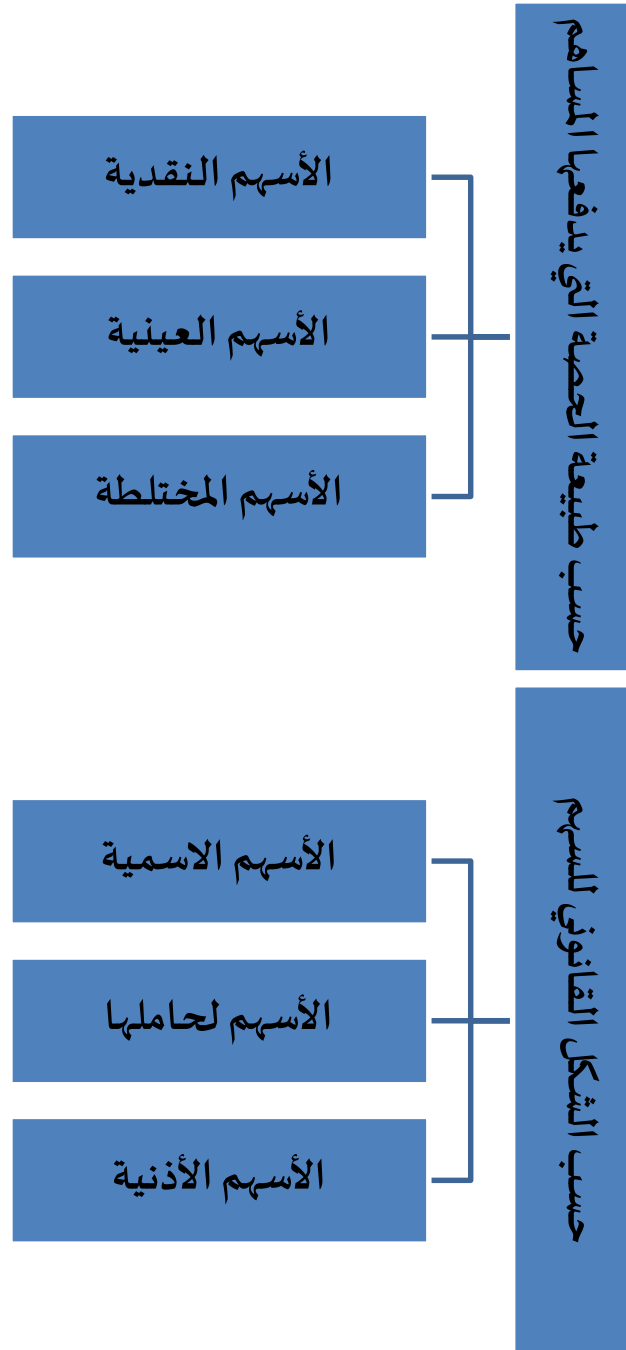 حسب طبيعة الحصة التي يدفعها المساهم
الأسهم النقدية
الأسهم العينية
الأسهم المختلطة
حسب الشكل القانوني للسهم
الأسهم الاسمية
الأسهم لحاملها
الأسهم الأذنية